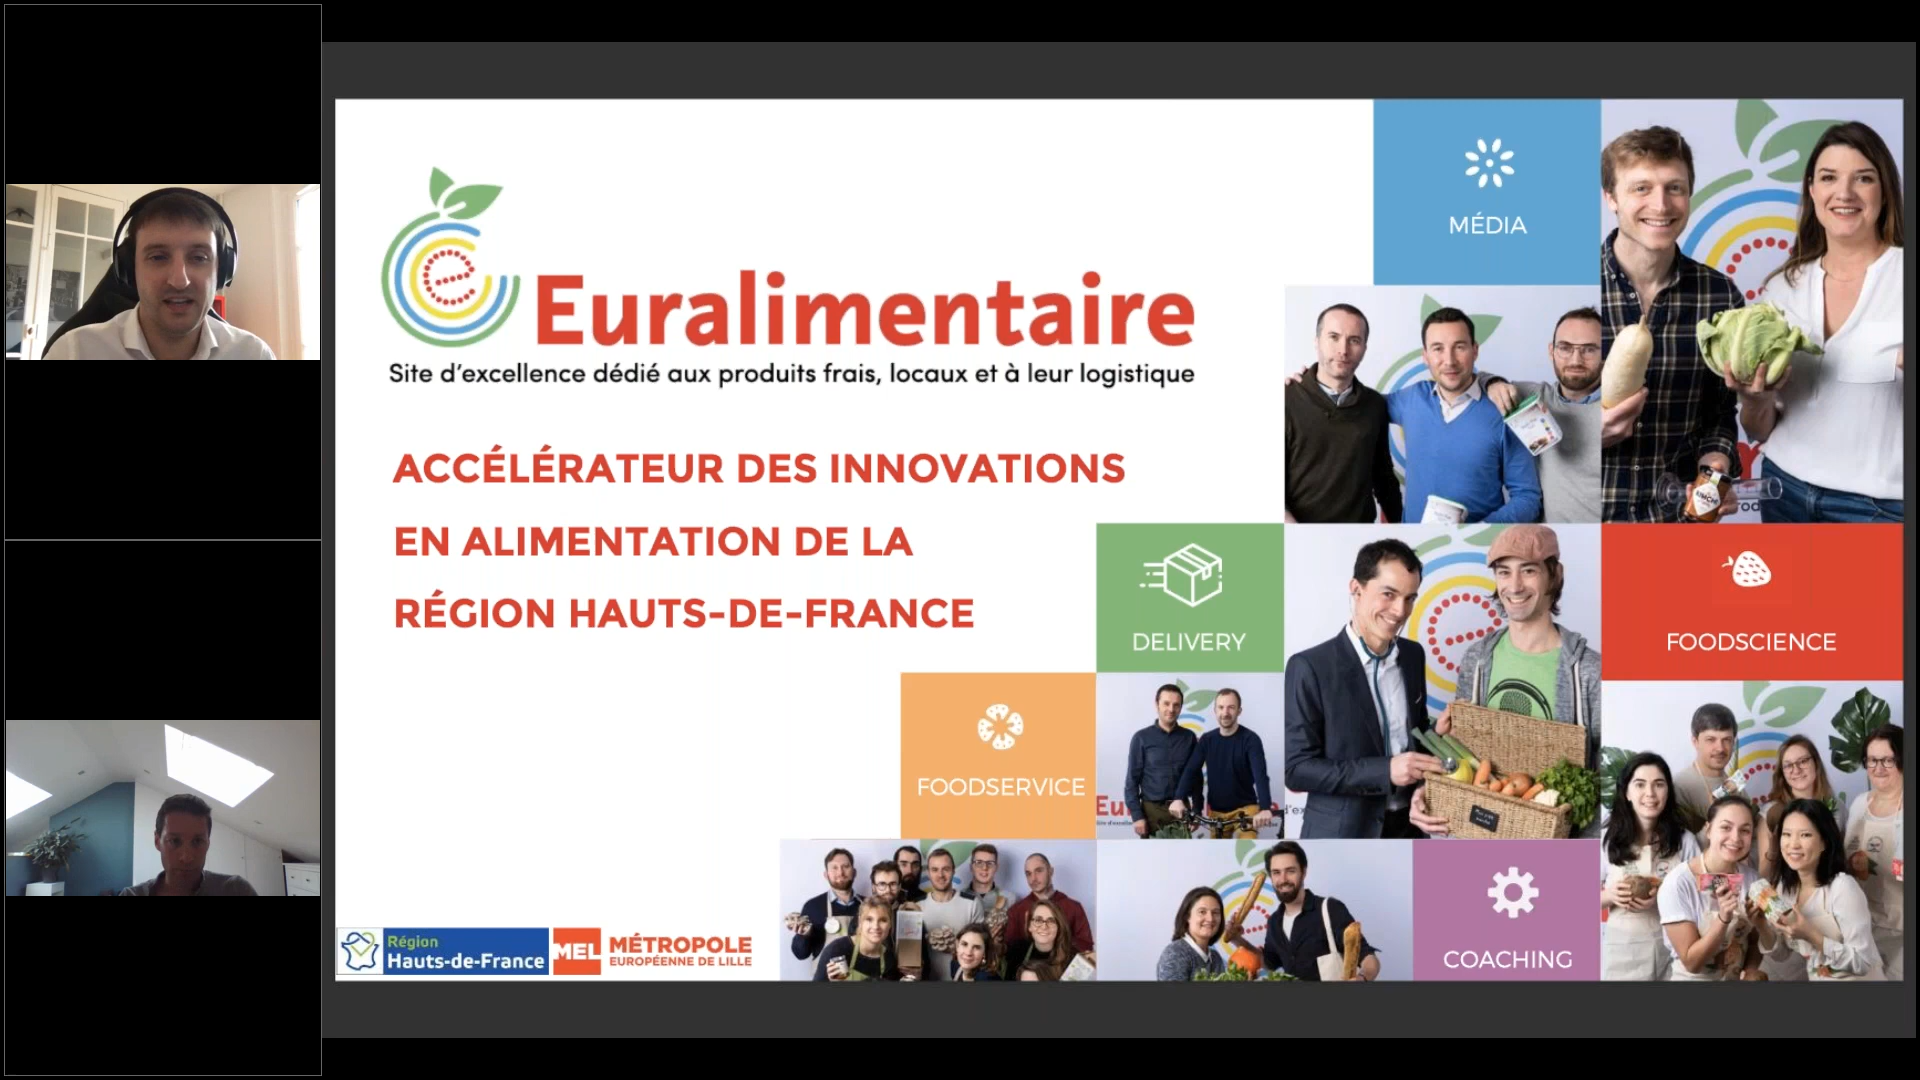 e
Euralimentaire
Site d'excellence dédié aux produits frais, locaux et à leur logistique
ACCÉLÉRATEUR DES INNOVATIONS
EN ALIMENTATION DE LA
RÉGION HAUTS-DE-FRANCE
MÉDIA
DELIVERY
FOODSCIENCE
FOODSERVICE
COACHING
KIMCHI
Région
Hauts-de-France
MEL
MÉTROPOLE
EUROPÉENNE DE LILLE